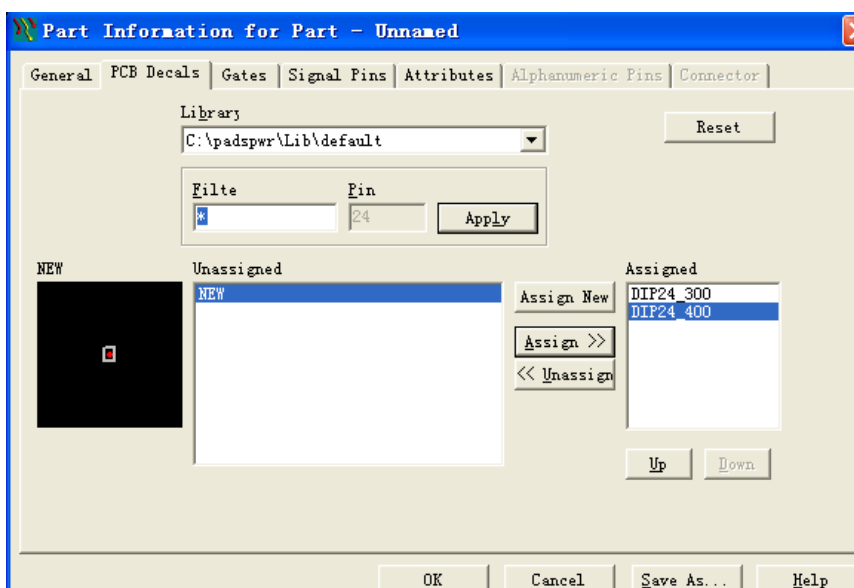 Part Information for Part - Unnamed
General PCB Decals Gates Signal Pins Attributes Alphanumeric Pins Connector
Library
C:\padspwr\Lib\default
Reset
Filte Pin
* 24 Apply
NEW Unassigned Assigned
NEW
Assign New
DIP24_300
DIP24_400
Assign >>
<< Unassign
Up Down
OK Cancel Save As... Help